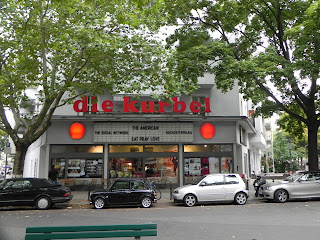 die kurbel
THE AMERICAN
THE SOCIAL NETWORK
EAT PRAY LOVE